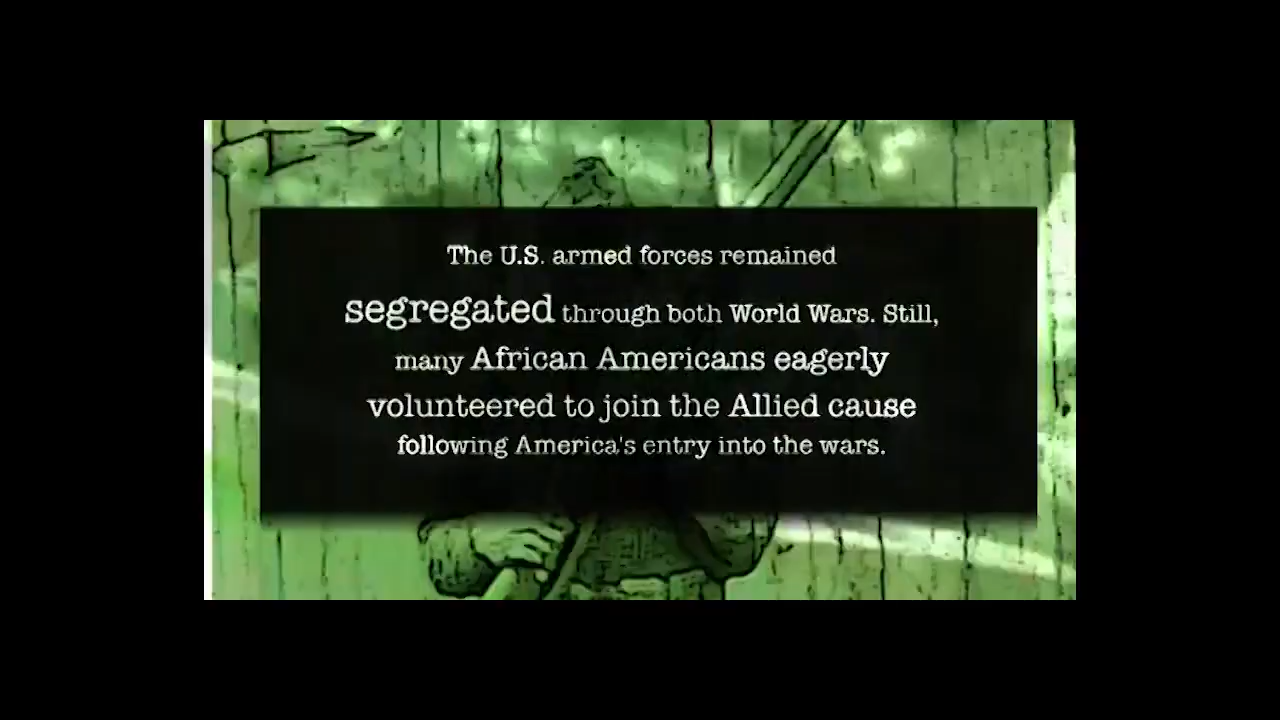 The U.S. armed forces remained
segregated through both World Wars. Still,
many African Americans eagerly
volunteered to join the Allied cause
following America's entry into the wars.